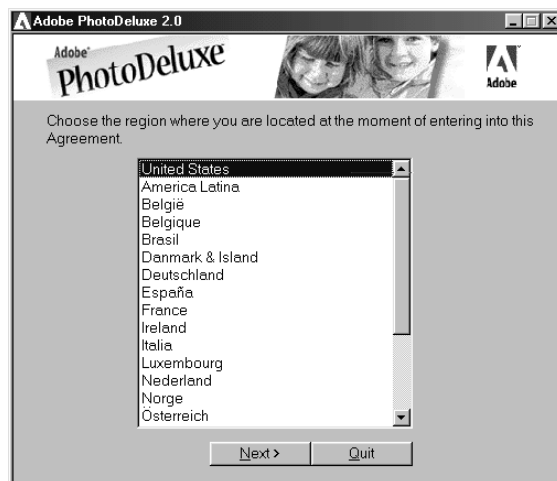 Adobe PhotoDeluxe 2.0
Adobe
PhotoDeluxe
Adobe
Choose the region where you are located at the moment of entering into this
Agreement.
United States
America Latina
België
Belgique
Brasil
Danmark & Island
Deutschland
España
France
Ireland
Italia
Luxembourg
Nederland
Norge
Österreich
Next >
Quit